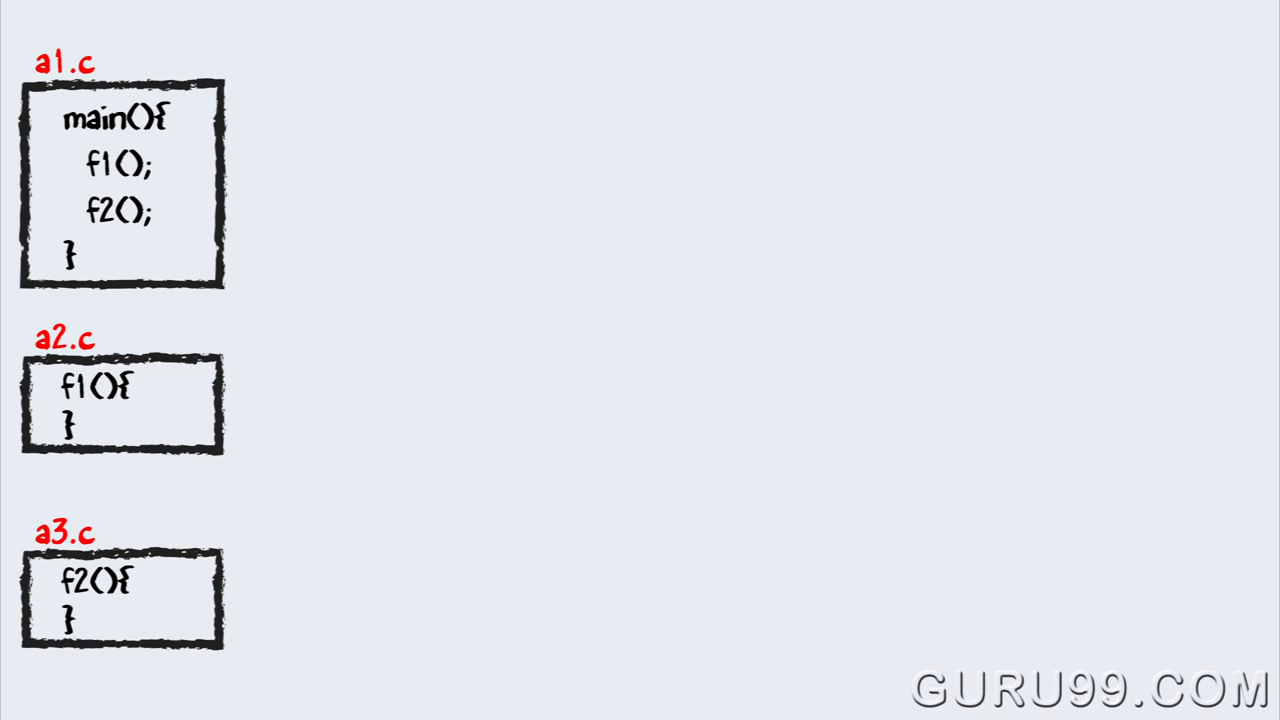 a1.c
main(){
f1();
f2();
}
a2.c
f1(){
}
a3.c
f2(){
}
GURU99.COM